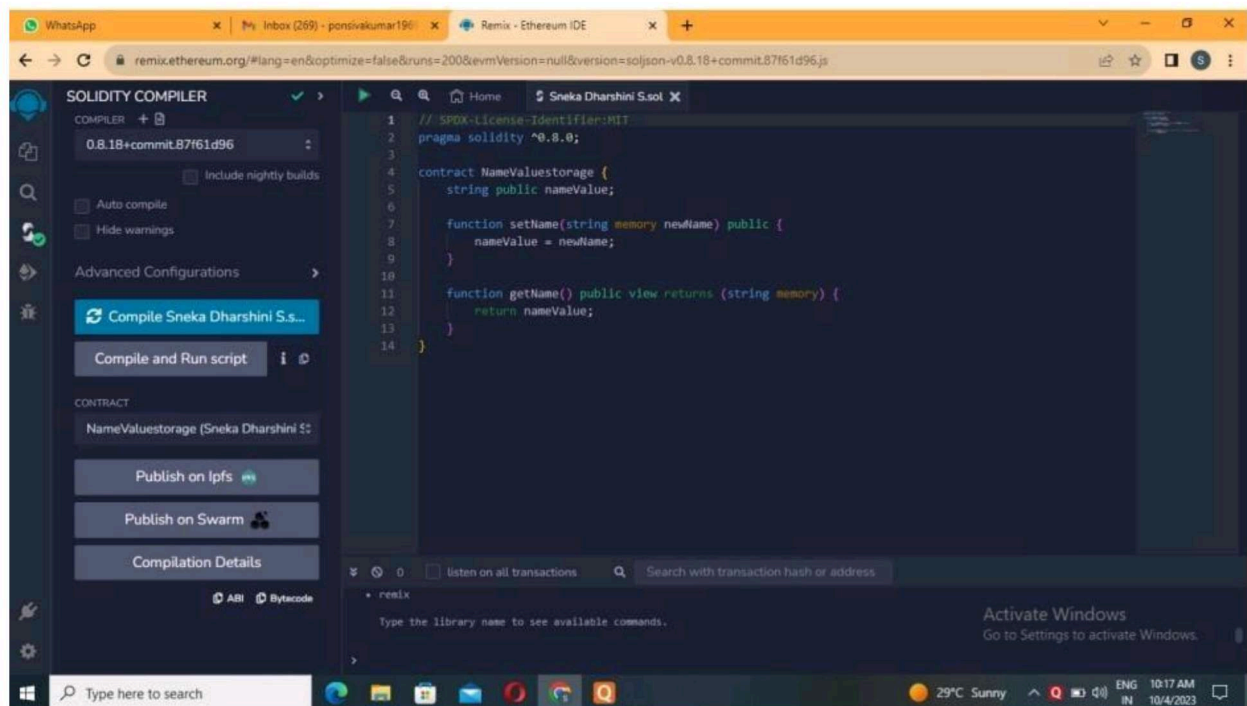 WhatsApp
Inbox (269) - ponsivakumar196
Remix - Ethereum IDE
remix.ethereum.org/#lang=en&optimize=false&runs=200&evmVersion=null&version=soljson-v0.8.18+commit.87f61d96.js
S
SOLIDITY COMPILER
COMPILER
0.8.18+commit.87f61d96
Include nightly builds
Auto compile
Hide warnings
Advanced Configurations
Compile Sneka Dharshini S.s...
Compile and Run script
CONTRACT
NameValuestorage (Sneka Dharshini S
Publish on Ipfs
Publish on Swarm
Compilation Details
ABI Bytecode
Home Sneka Dharshini S.sol
1 // SPDX-License-Identifier:MIT
2 pragma solidity ^0.8.0;
3
4 contract NameValuestorage {
5 string public nameValue;
6
7 function setName(string memory newName) public {
8 nameValue = newName;
9 }
10
11 function getName() public view returns (string memory) {
12 return nameValue;
13 }
14 }
0 listen on all transactions Search with transaction hash or address
• remix
Type the library name to see available commands.
>
Activate Windows
Go to Settings to activate Windows.
Type here to search
29°C Sunny
ENG
IN
10:17 AM
10/4/2023